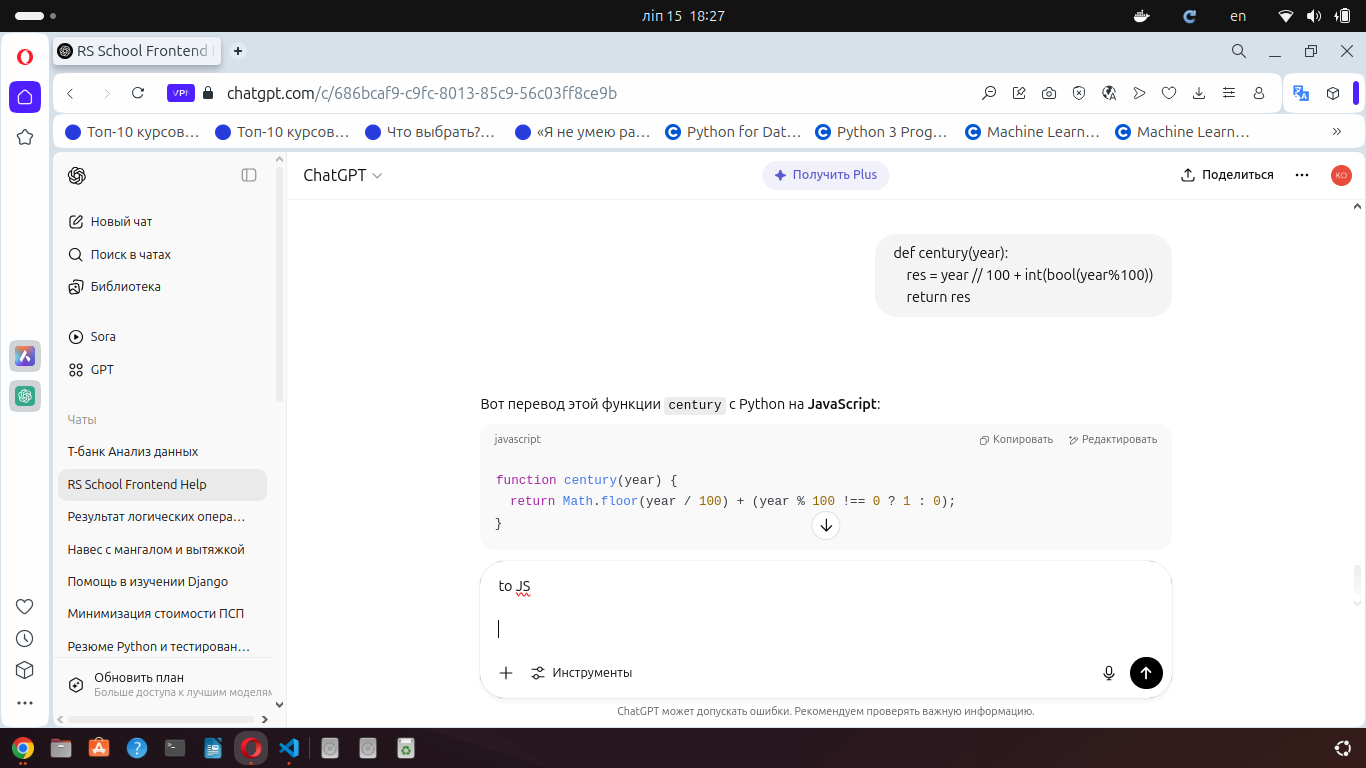 ліп 15 18:27
en
RS School Frontend
VPN
chatgpt.com/c/686bcaf9-c9fc-8013-85c9-56c03ff8ce9b
Топ-10 курсов…
Топ-10 курсов…
Что выбрать?…
«Я не умею ра…
Python for Dat…
Python 3 Prog…
Machine Learn…
Machine Learn…
ChatGPT
Получить Plus
Поделиться
КО
Новый чат
Поиск в чатах
Библиотека
Sora
GPT
Чаты
Т-банк Анализ данных
RS School Frontend Help
Результат логических опера…
Навес с мангалом и вытяжкой
Помощь в изучении Django
Минимизация стоимости ПСП
Резюме Python и тестирован…
Обновить план
Больше доступа к лучшим моделям
def century(year):
res = year // 100 + int(bool(year%100))
return res
Вот перевод этой функции century с Python на JavaScript:
javascript
Копировать
Редактировать
function century(year) {
return Math.floor(year / 100) + (year % 100 !== 0 ? 1 : 0);
}
to JS
Инструменты
ChatGPT может допускать ошибки. Рекомендуем проверять важную информацию.